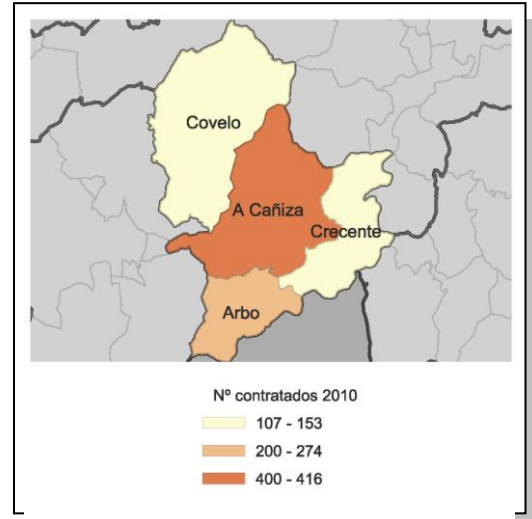 Covelo
A Cañiza
Crecente
Arbo
Nº contratados 2010
107 - 153
200 - 274
400 - 416